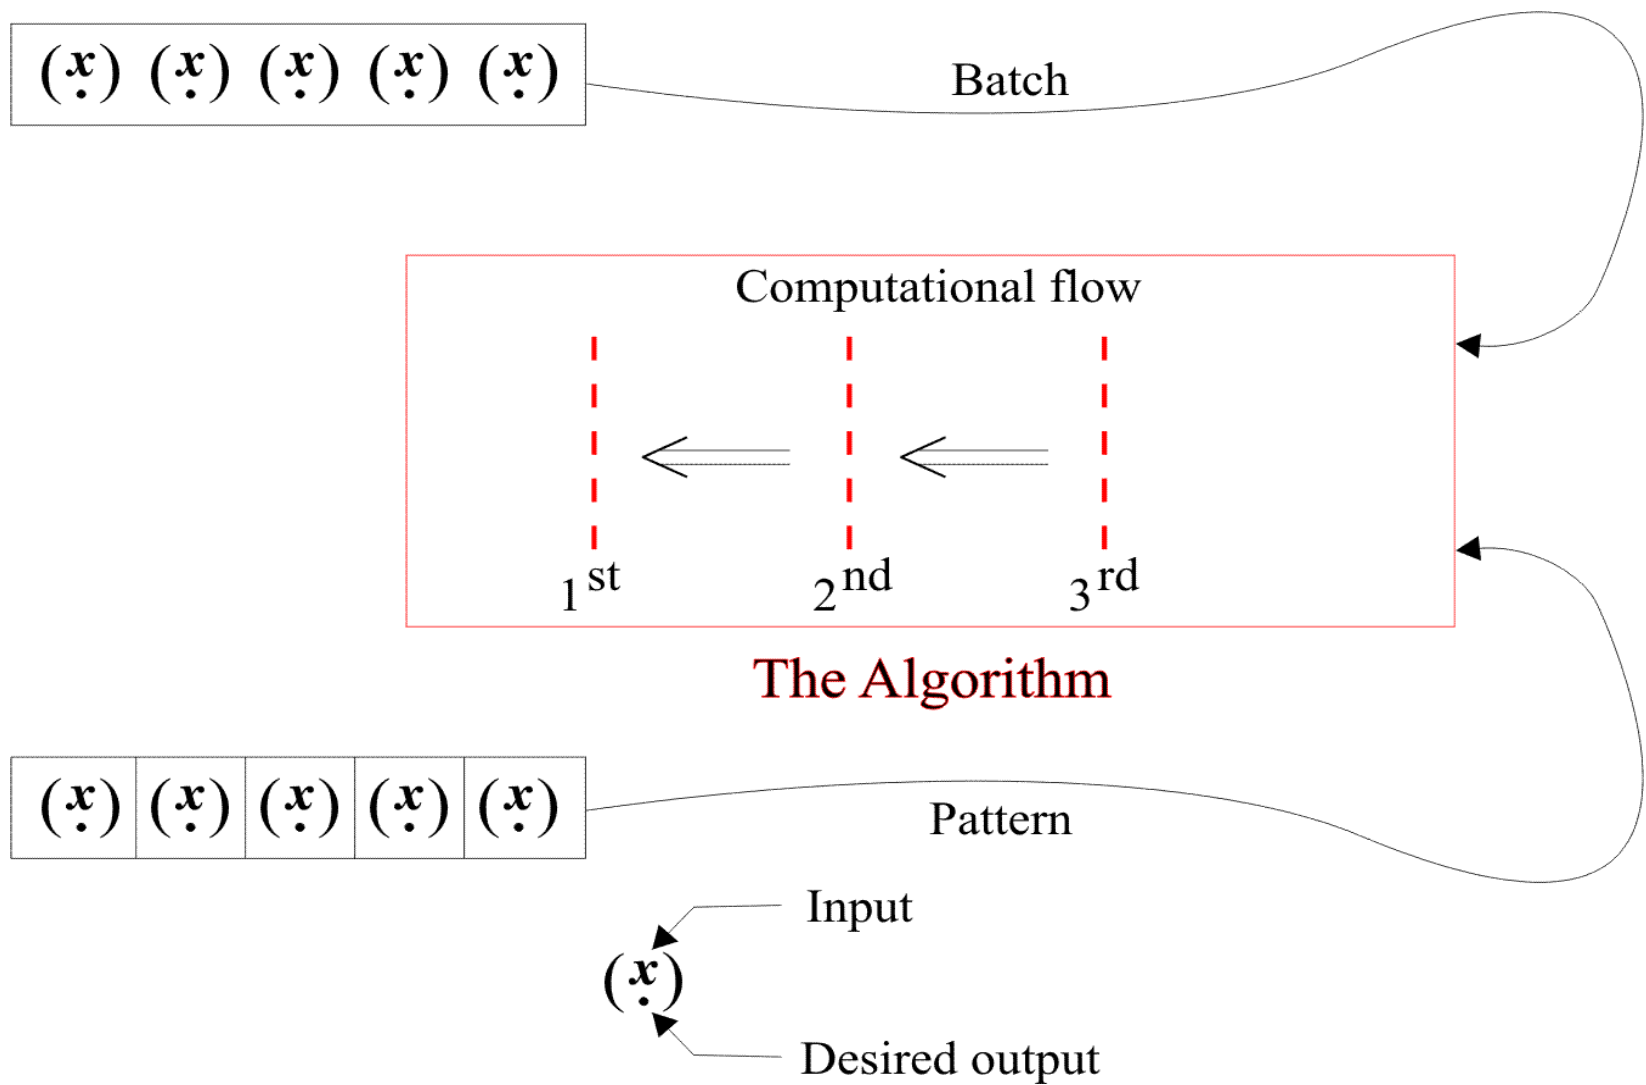 (x .) (x .) (x .) (x .) (x .)
Batch
Computational flow
1st 2nd 3rd
The Algorithm
(x .) (x .) (x .) (x .) (x .)
Pattern
Input
(x .)
Desired output